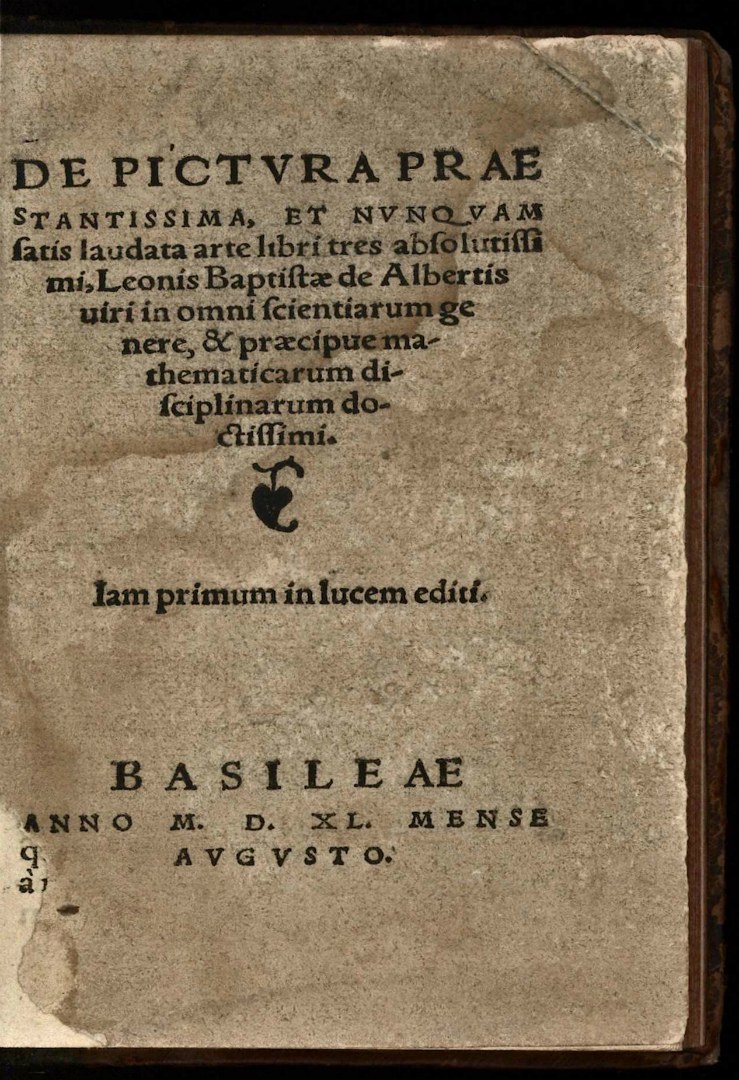 DE PICTVRA PRAE
STANTISSIMA, ET NVNQVAM
ſatis laudata arte libri tres abſolutiſſi
mi, Leonis Baptiſtæ de Albertis
uiri in omni ſcientiarum ge
nere, & præcipue ma-
thematicarum di-
ſciplinarum do-
ctiſſimi.
Iam primum in lucem editi.
BASILEAE
ANNO M. D. XL. MENSE
AVGVSTO.